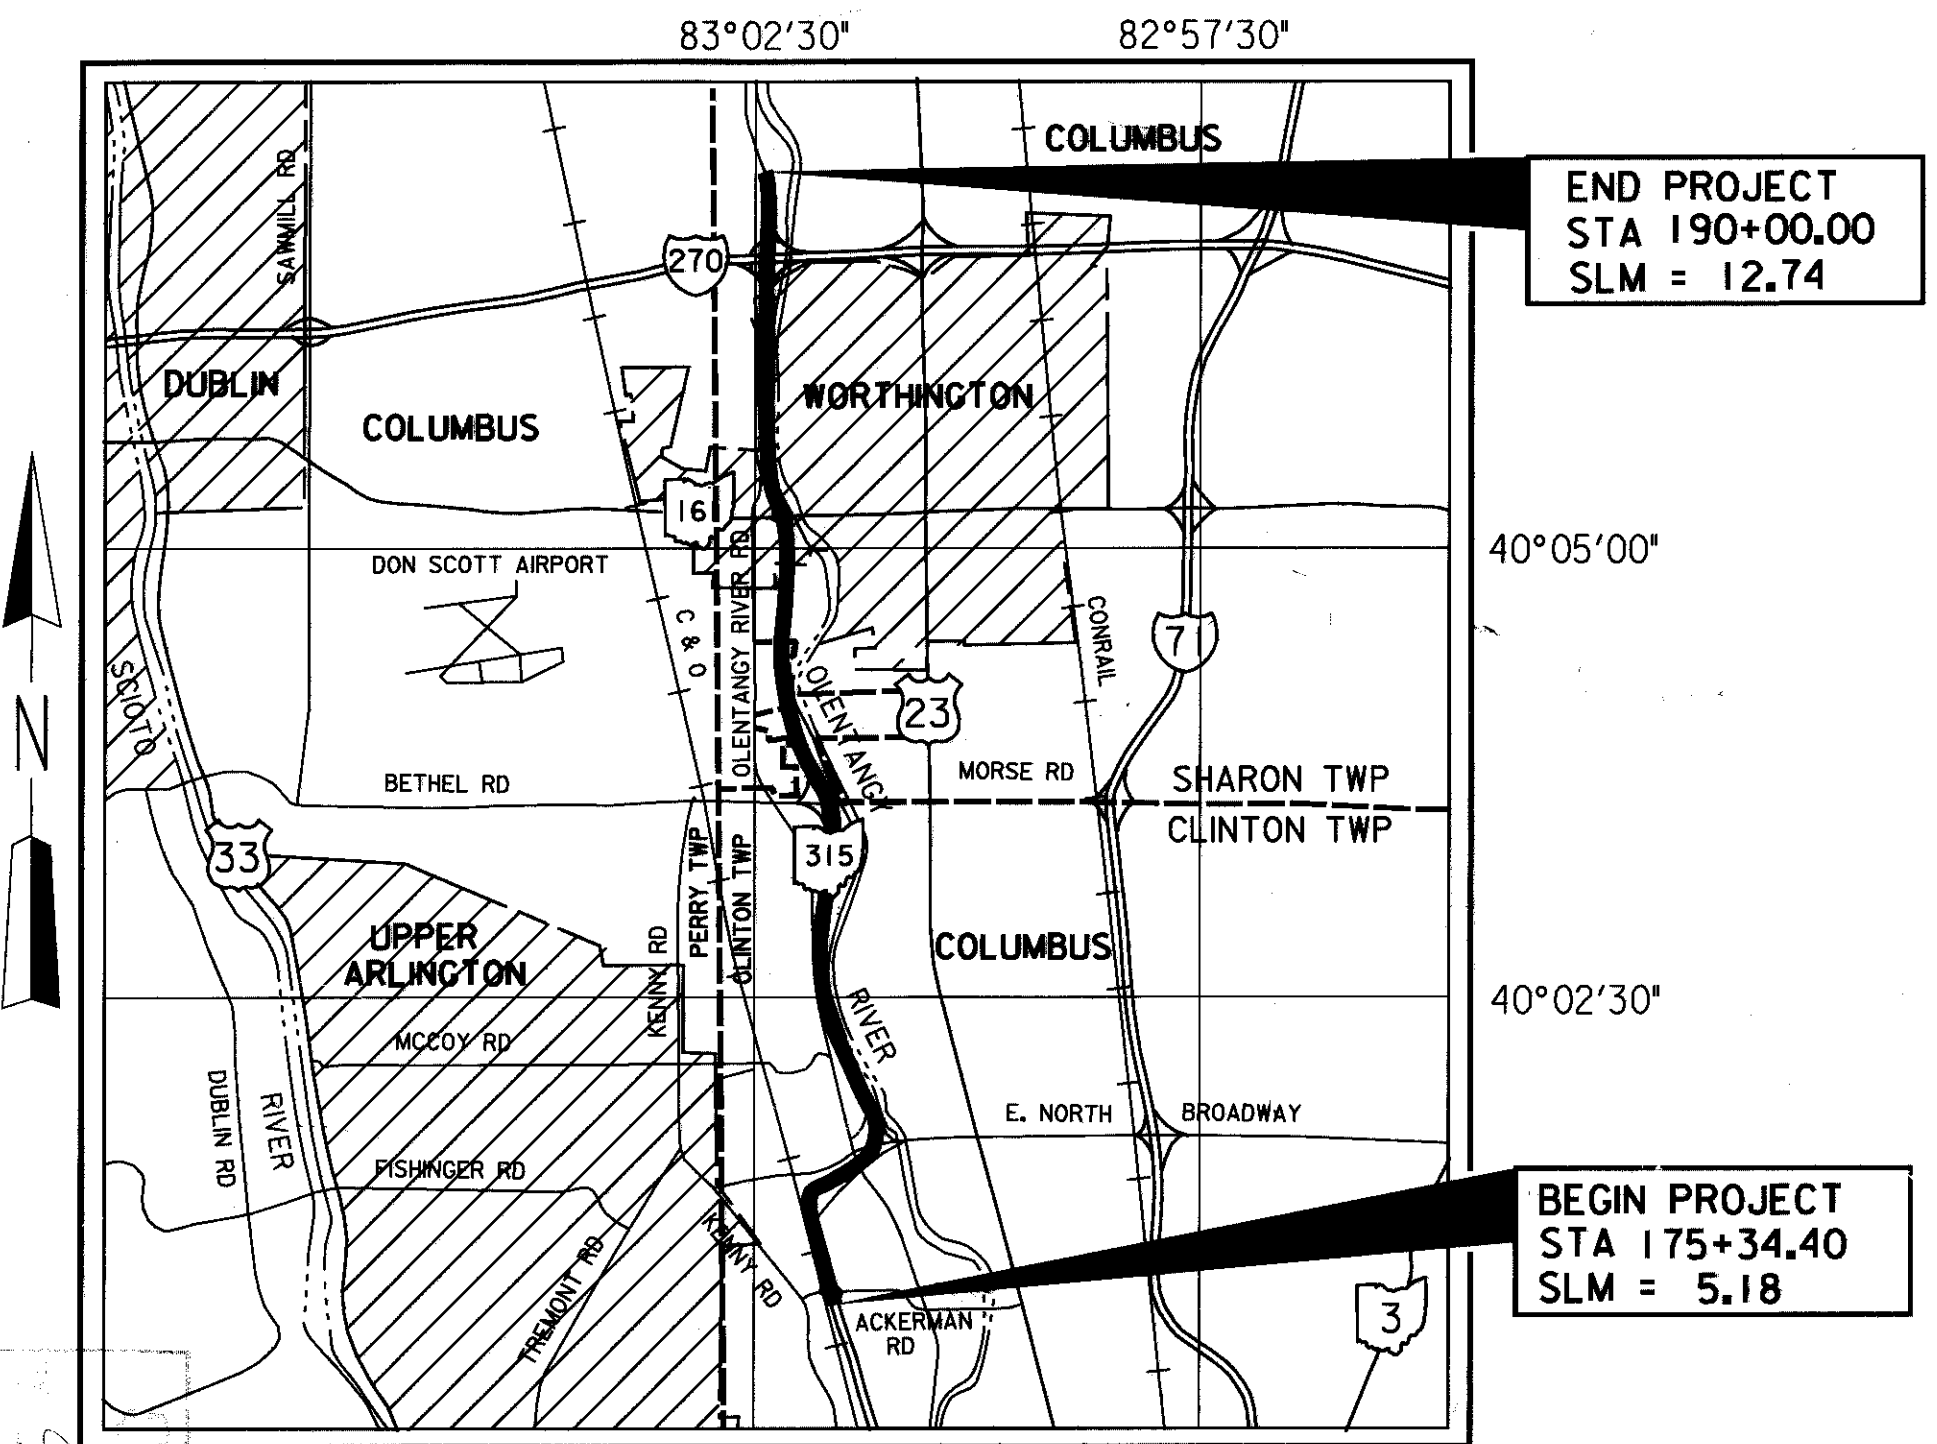 83°02'30"
82°57'30"
COLUMBUS
END PROJECT
STA 190+00.00
SLM = 12.74
SAWMILL RD
270
DUBLIN
WORTHINGTON
COLUMBUS
16
DON SCOTT AIRPORT
40°05'00"
C & O
OLENTANGY RIVER RD
CONRAIL
71
SCIOTO
OLENTANGY
23
BETHEL RD
MORSE RD
SHARON TWP
CLINTON TWP
33
315
PERRY TWP
CLINTON TWP
UPPER
ARLINGTON
KENNY RD
COLUMBUS
N
RIVER
40°02'30"
MCCOY RD
DUBLIN RD
RIVER
E. NORTH BROADWAY
FISHINGER RD
BEGIN PROJECT
STA 175+34.40
SLM = 5.18
KENNY RD
TREMONT RD
ACKERMAN
RD
3